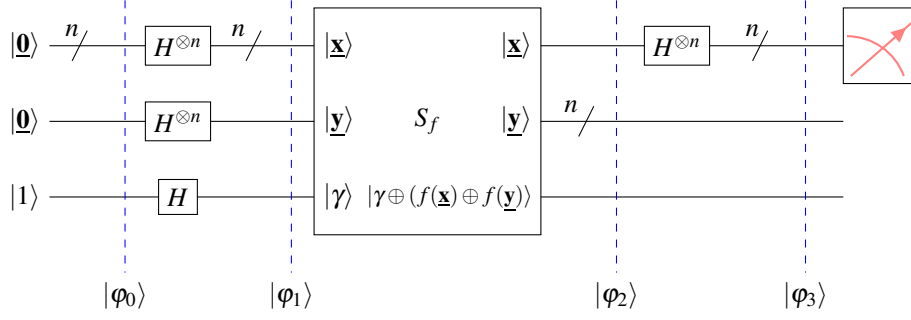 n n n
|0⟩ H⊗n |x⟩ |x⟩ H⊗n
|0⟩ H⊗n |y⟩ S_f |y⟩ n
|1⟩ H |γ⟩ |γ ⊕ (f(x) ⊕ f(y)⟩
|φ₀⟩ |φ₁⟩ |φ₂⟩ |φ₃⟩